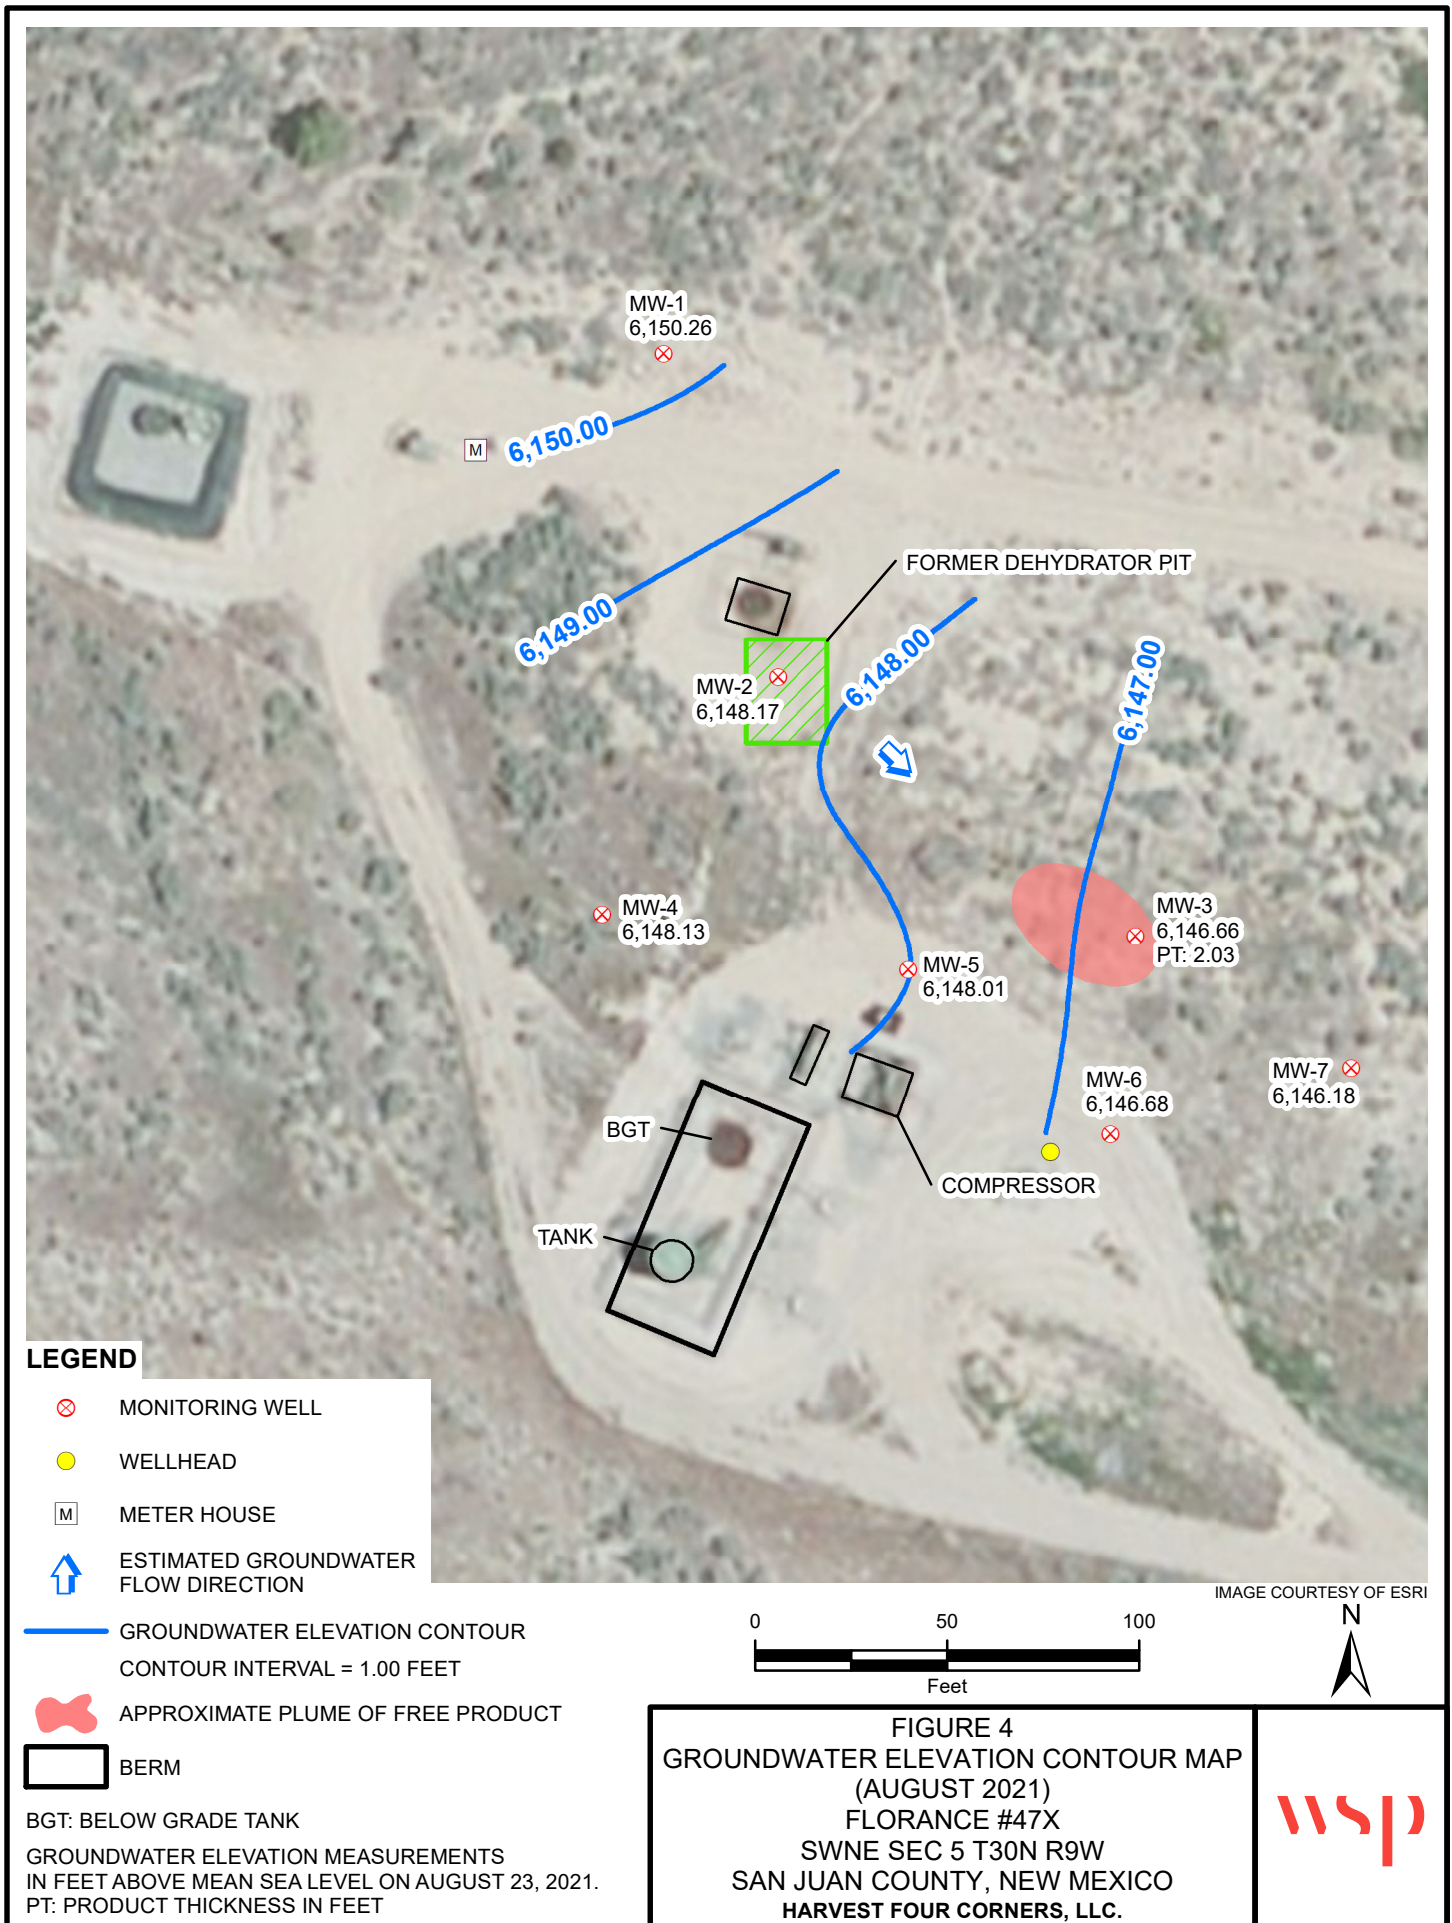 MW-1
6,150.26
M
6,150.00
FORMER DEHYDRATOR PIT
6,149.00
6,148.00
6,147.00
MW-2
6,148.17
MW-4
6,148.13
MW-3
6,146.66
PT: 2.03
MW-5
6,148.01
MW-7
6,146.18
MW-6
6,146.68
BGT
COMPRESSOR
TANK
LEGEND
MONITORING WELL
WELLHEAD
M
METER HOUSE
ESTIMATED GROUNDWATER
FLOW DIRECTION
GROUNDWATER ELEVATION CONTOUR
CONTOUR INTERVAL = 1.00 FEET
APPROXIMATE PLUME OF FREE PRODUCT
BERM
BGT: BELOW GRADE TANK
GROUNDWATER ELEVATION MEASUREMENTS
IN FEET ABOVE MEAN SEA LEVEL ON AUGUST 23, 2021.
PT: PRODUCT THICKNESS IN FEET
IMAGE COURTESY OF ESRI
0 50 100
Feet
N
FIGURE 4
GROUNDWATER ELEVATION CONTOUR MAP
(AUGUST 2021)
FLORANCE #47X
SWNE SEC 5 T30N R9W
SAN JUAN COUNTY, NEW MEXICO
HARVEST FOUR CORNERS, LLC.
wsp